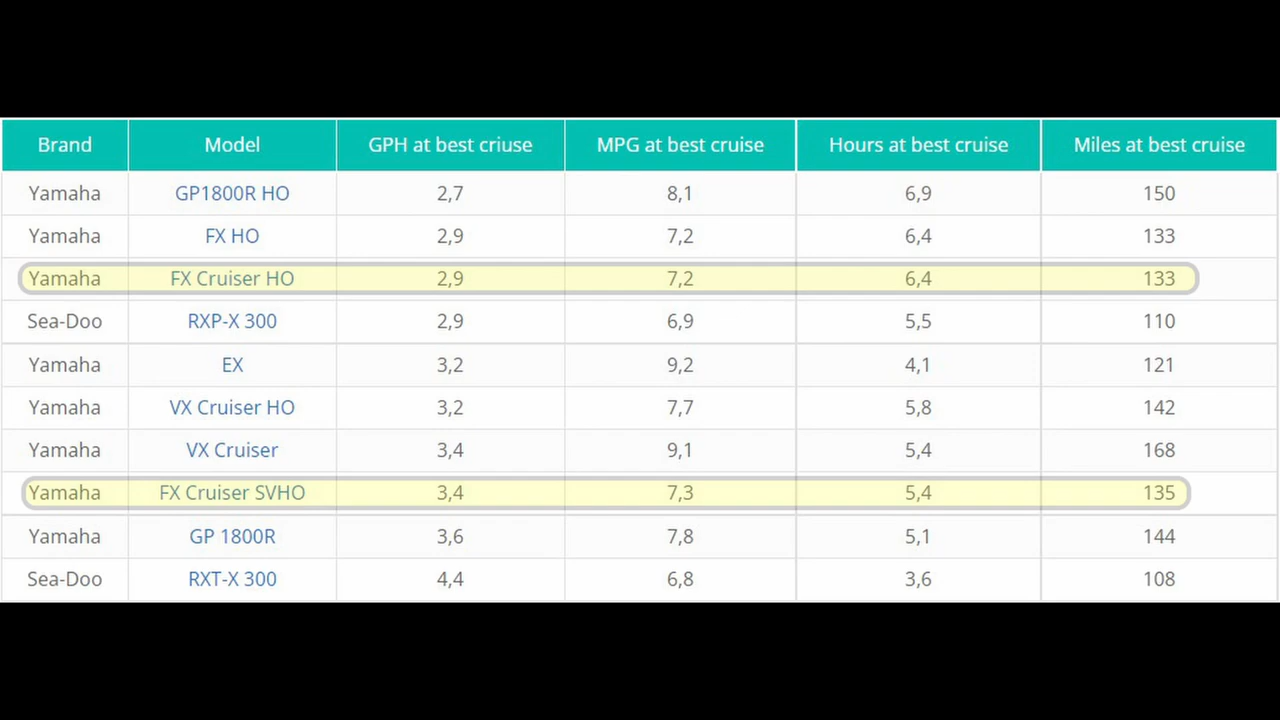 Brand Model GPH at best criuse MPG at best cruise Hours at best cruise Miles at best cruise
Yamaha GP1800R HO 2,7 8,1 6,9 150
Yamaha FX HO 2,9 7,2 6,4 133
Yamaha FX Cruiser HO 2,9 7,2 6,4 133
Sea-Doo RXP-X 300 2,9 6,9 5,5 110
Yamaha EX 3,2 9,2 4,1 121
Yamaha VX Cruiser HO 3,2 7,7 5,8 142
Yamaha VX Cruiser 3,4 9,1 5,4 168
Yamaha FX Cruiser SVHO 3,4 7,3 5,4 135
Yamaha GP 1800R 3,6 7,8 5,1 144
Sea-Doo RXT-X 300 4,4 6,8 3,6 108